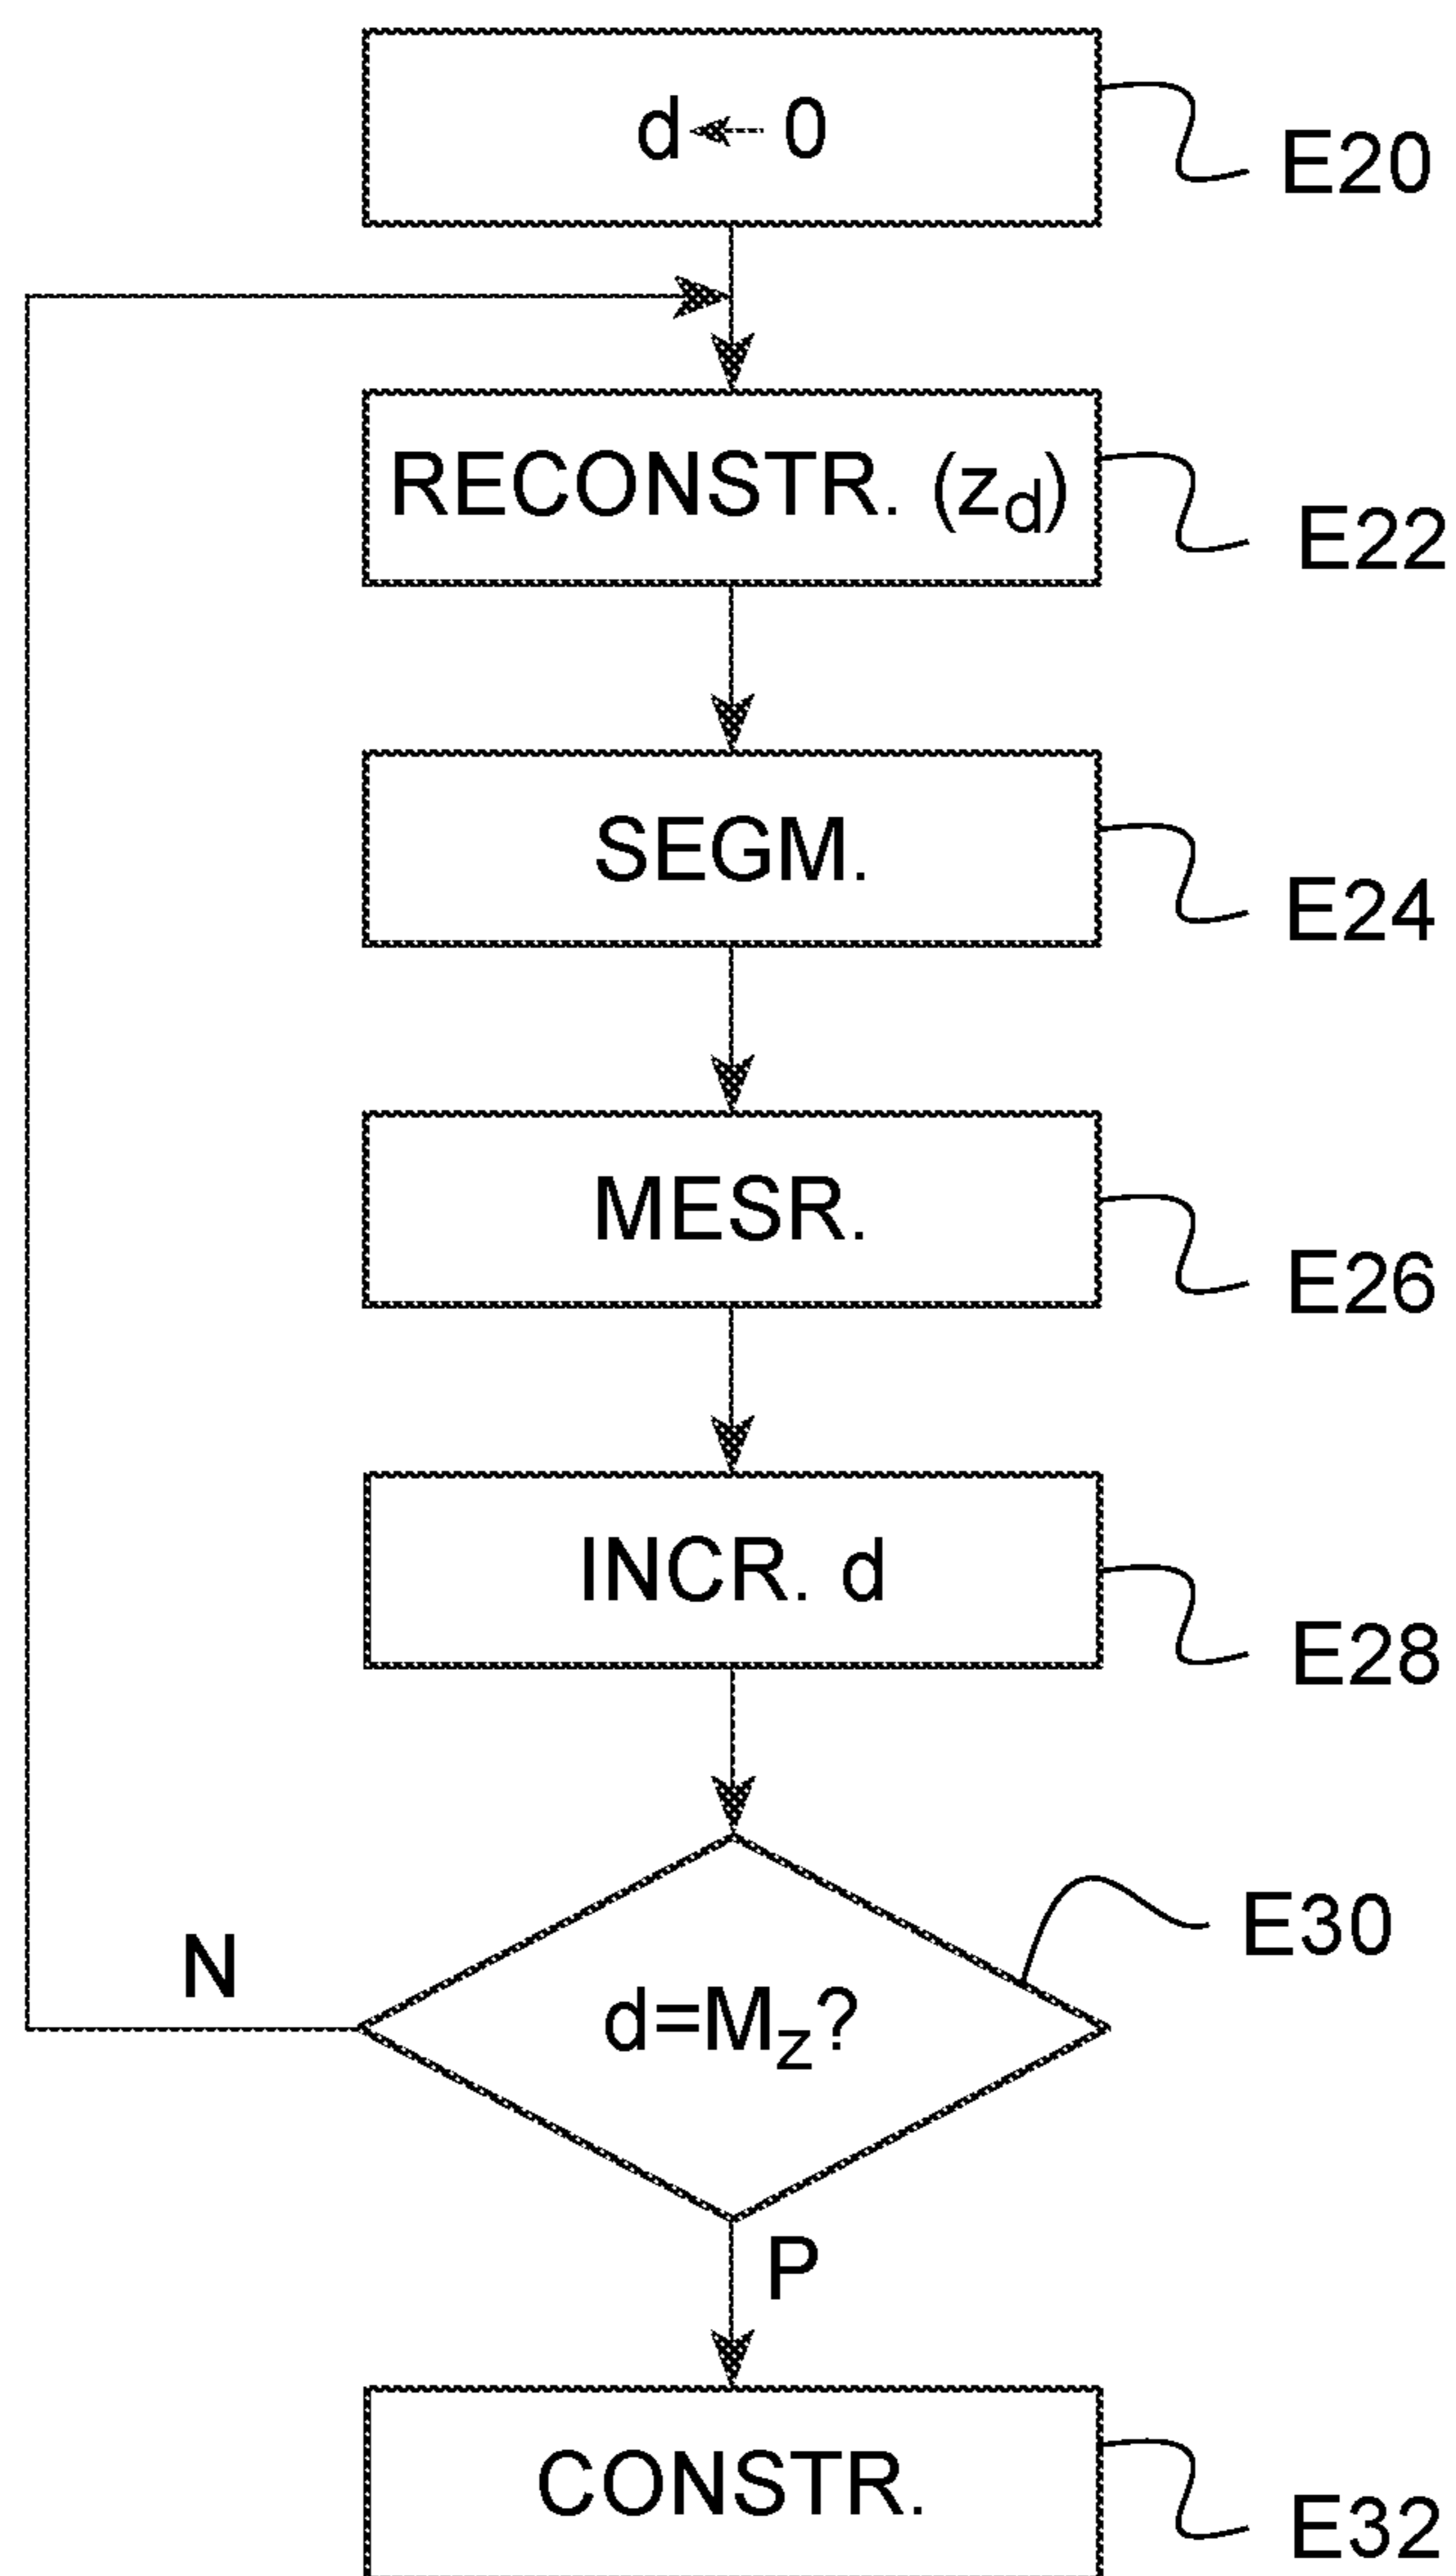 d ← 0
E20
RECONSTR. (z_d)
E22
SEGM.
E24
MESR.
E26
INCR. d
E28
E30
N
d=M_z?
P
CONSTR.
E32